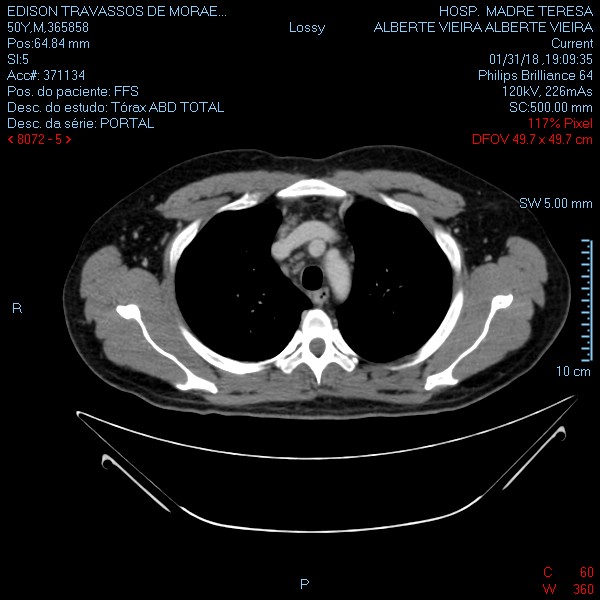 EDISON TRAVASSOS DE MORAE...
50Y,M,365858
Pos:64.84 mm
SI:5
Acc#: 371134
Pos. do paciente: FFS
Desc. do estudo: Tórax ABD TOTAL
Desc. da série: PORTAL
< 8072 - 5 >
Lossy
HOSP. MADRE TERESA
ALBERTE VIEIRA ALBERTE VIEIRA
Current
01/31/18 ,19:09:35
Philips Brilliance 64
120kV, 226mAs
SC:500.00 mm
117% Pixel
DFOV 49.7 x 49.7 cm
SW 5.00 mm
R
10 cm
P
C 60
W 360